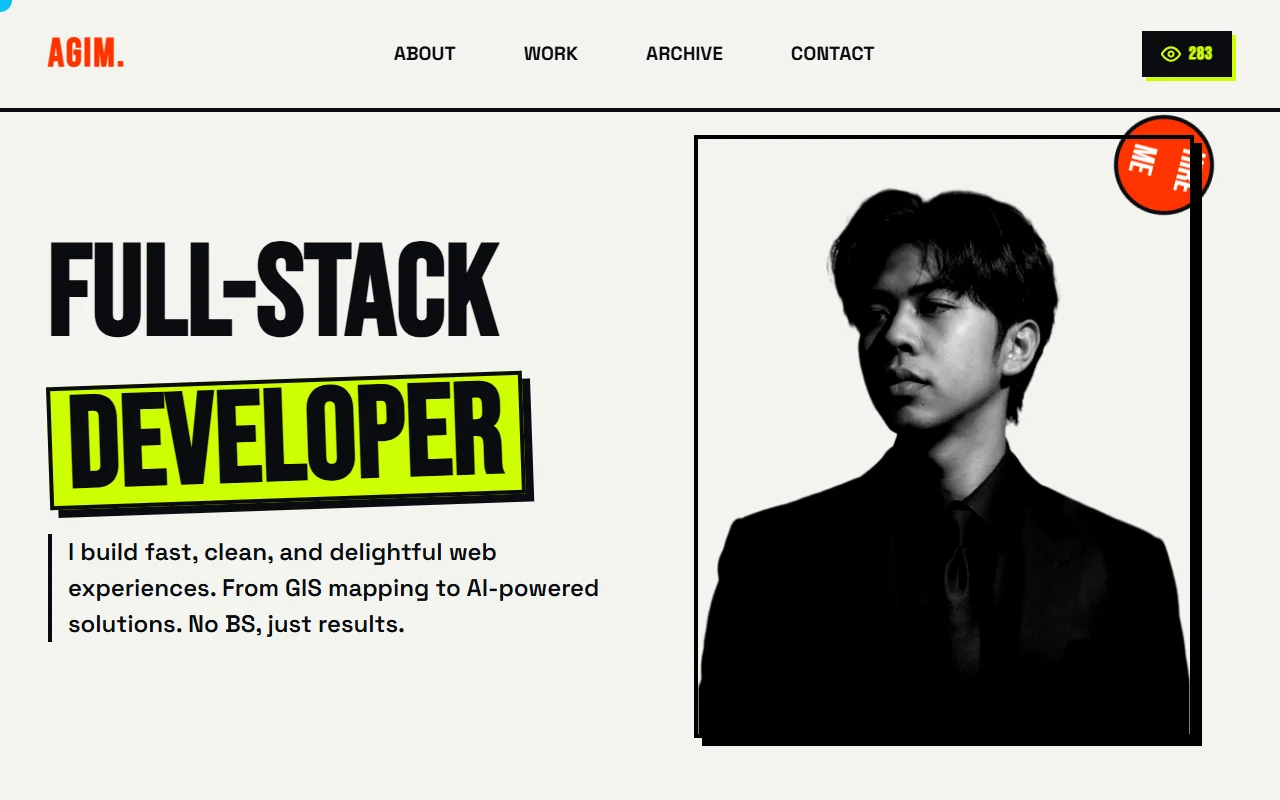 AGIM.
ABOUT
WORK
ARCHIVE
CONTACT
283
HIRE
ME
FULL-STACK
DEVELOPER
I build fast, clean, and delightful web
experiences. From GIS mapping to AI-powered
solutions. No BS, just results.